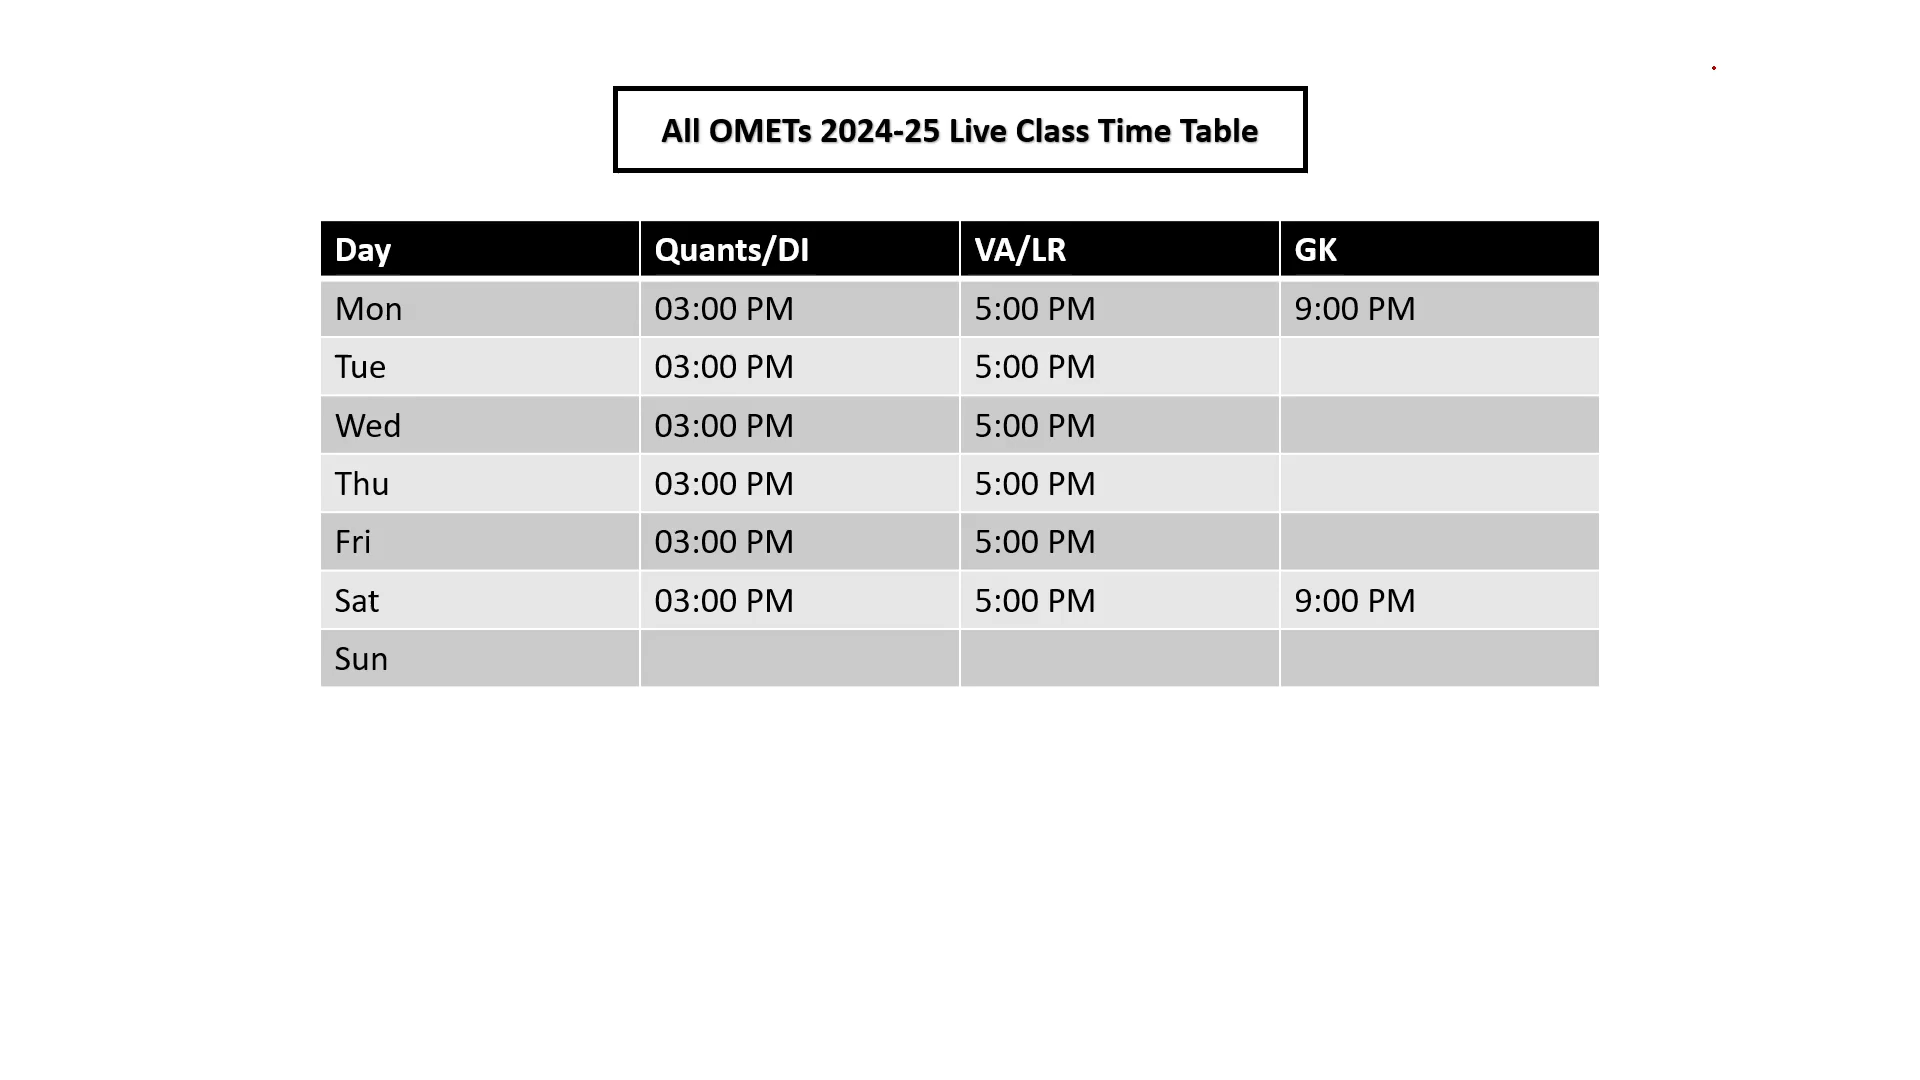 All OMETs 2024-25 Live Class Time Table
Day Quants/DI VA/LR GK
Mon 03:00 PM 5:00 PM 9:00 PM
Tue 03:00 PM 5:00 PM
Wed 03:00 PM 5:00 PM
Thu 03:00 PM 5:00 PM
Fri 03:00 PM 5:00 PM
Sat 03:00 PM 5:00 PM 9:00 PM
Sun